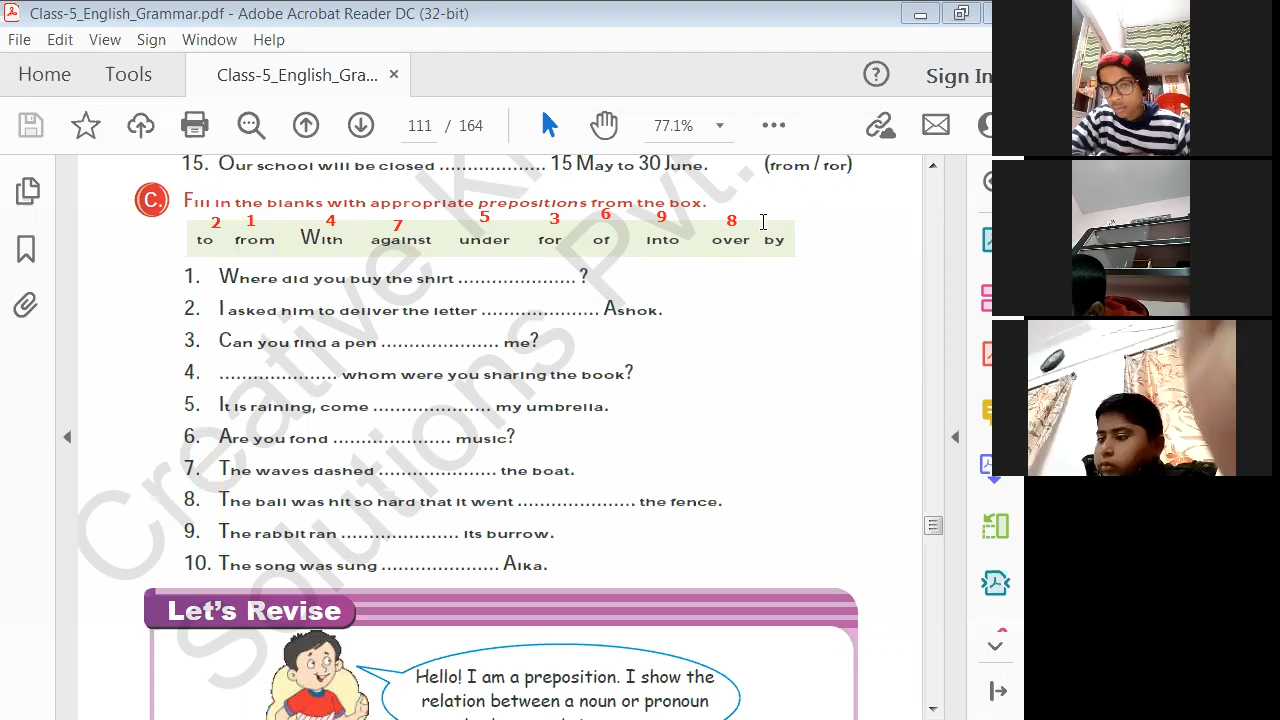 Class-5_English_Grammar.pdf - Adobe Acrobat Reader DC (32-bit)
File Edit View Sign Window Help
Home Tools Class-5_English_Gra... × ? Sign In
111 / 164 77.1%
15. Our school will be closed .................... 15 May to 30 June. (from / for)
C. Fill in the blanks with appropriate prepositions from the box.
2 1 4 7 5 3 6 9 8
to from With against under for of into over by
1. Where did you buy the shirt ..................... ?
2. I asked him to deliver the letter ..................... Ashok.
3. Can you find a pen ..................... me?
4. ..................... whom were you sharing the book?
5. It is raining, come ..................... my umbrella.
6. Are you fond ..................... music?
7. The waves dashed ..................... the boat.
8. The ball was hit so hard that it went ..................... the fence.
9. The rabbit ran ..................... its burrow.
10. The song was sung ..................... Alka.
Let's Revise
Hello! I am a preposition. I show the
relation between a noun or pronoun
Creative
Pvt.
Solutions